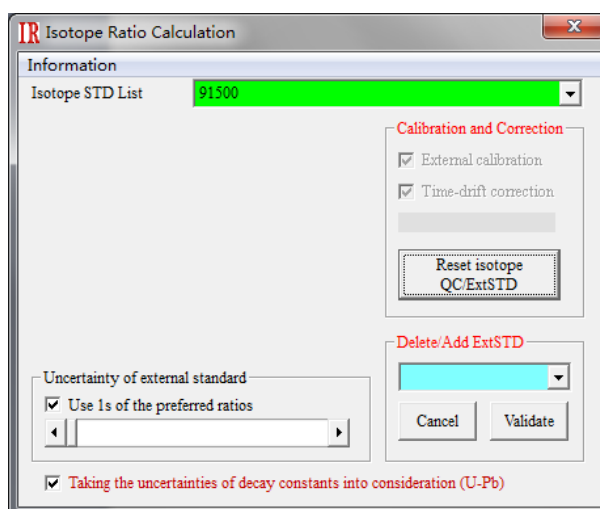 IR Isotope Ratio Calculation
Information
Isotope STD List 91500
Calibration and Correction
External calibration
Time-drift correction
Reset isotope
QC/ExtSTD
Delete/Add ExtSTD
Cancel Validate
Uncertainty of external standard
Use 1s of the preferred ratios
Taking the uncertainties of decay constants into consideration (U-Pb)